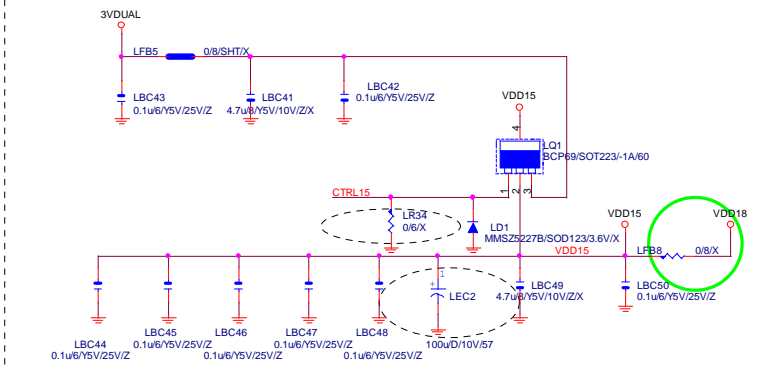 3VDUAL
LFB5 0/8/SHT/X
LBC43
0.1u/6/Y5V/25V/Z
LBC41
4.7u/8/Y5V/10V/Z/X
LBC42
0.1u/6/Y5V/25V/Z
VDD15
4
LQ1
BCP69/SOT223/-1A/60
1 2 3
CTRL15
LR34
0/6/X
LD1
MMSZ5227B/SOD123/3.6V/X
VDD15 VDD18
VDD15
LFB8 0/8/X
LBC44
0.1u/6/Y5V/25V/Z
LBC45
0.1u/6/Y5V/25V/Z
LBC46
0.1u/6/Y5V/25V/Z
LBC47
0.1u/6/Y5V/25V/Z
LBC48
0.1u/6/Y5V/25V/Z
1
+
LEC2
100u/D/10V/57
LBC49
4.7u/8/Y5V/10V/Z/X
LBC50
0.1u/6/Y5V/25V/Z